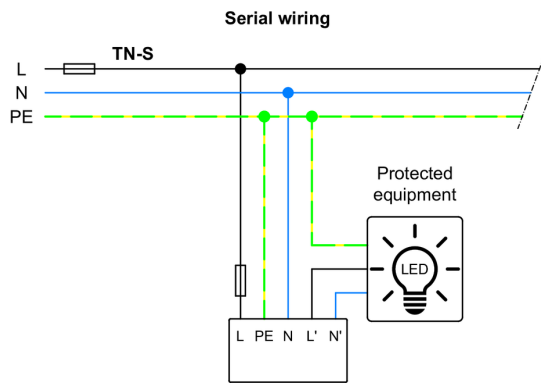 Serial wiring
TN-S
L
N
PE
Protected
equipment
LED
L PE N L' N'